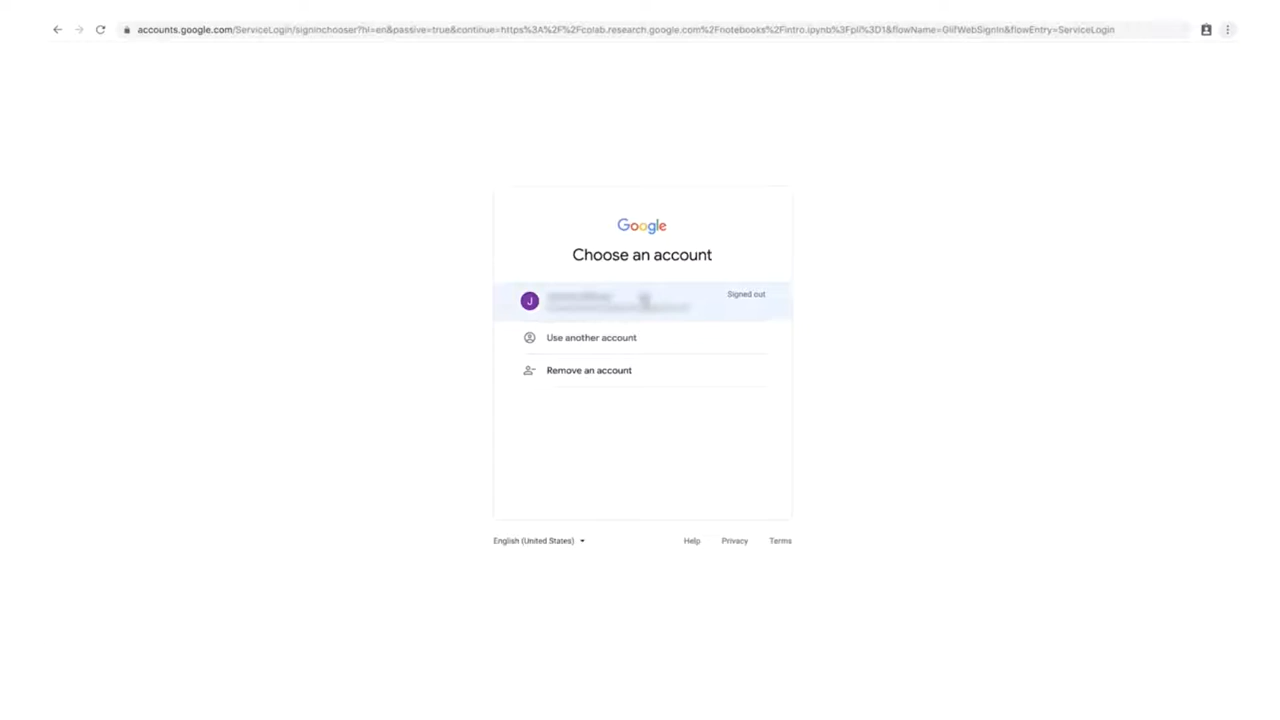 accounts.google.com/ServiceLogin/signinchooser?hl=en&passive=true&continue=https%3A%2F%2Fcolab.research.google.com%2Fnotebooks%2Fintro.ipynb%3Fpli%3D1&flowName=GlifWebSignIn&flowEntry=ServiceLogin
Google
Choose an account
J
Signed out
Use another account
Remove an account
English (United States)
Help Privacy Terms